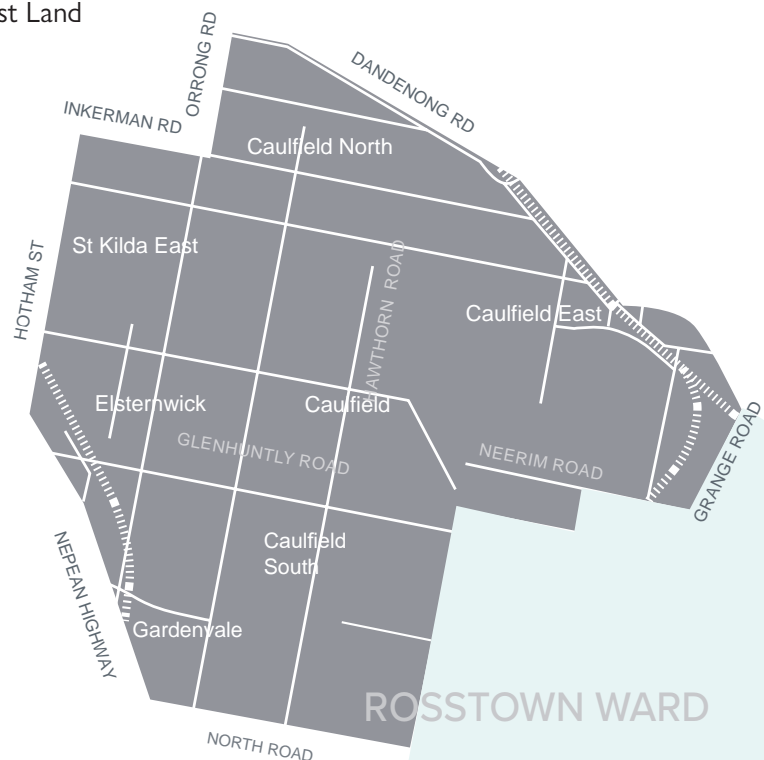 st Land
ORRONG RD
DANDENONG RD
INKERMAN RD
Caulfield North
St Kilda East
HOTHAM ST
HAWTHORN ROAD
Caulfield East
Elsternwick
Caulfield
GLENHUNTLY ROAD
NEERIM ROAD
GRANGE ROAD
Caulfield
South
NEPEAN HIGHWAY
Gardenvale
ROSSTOWN WARD
NORTH ROAD